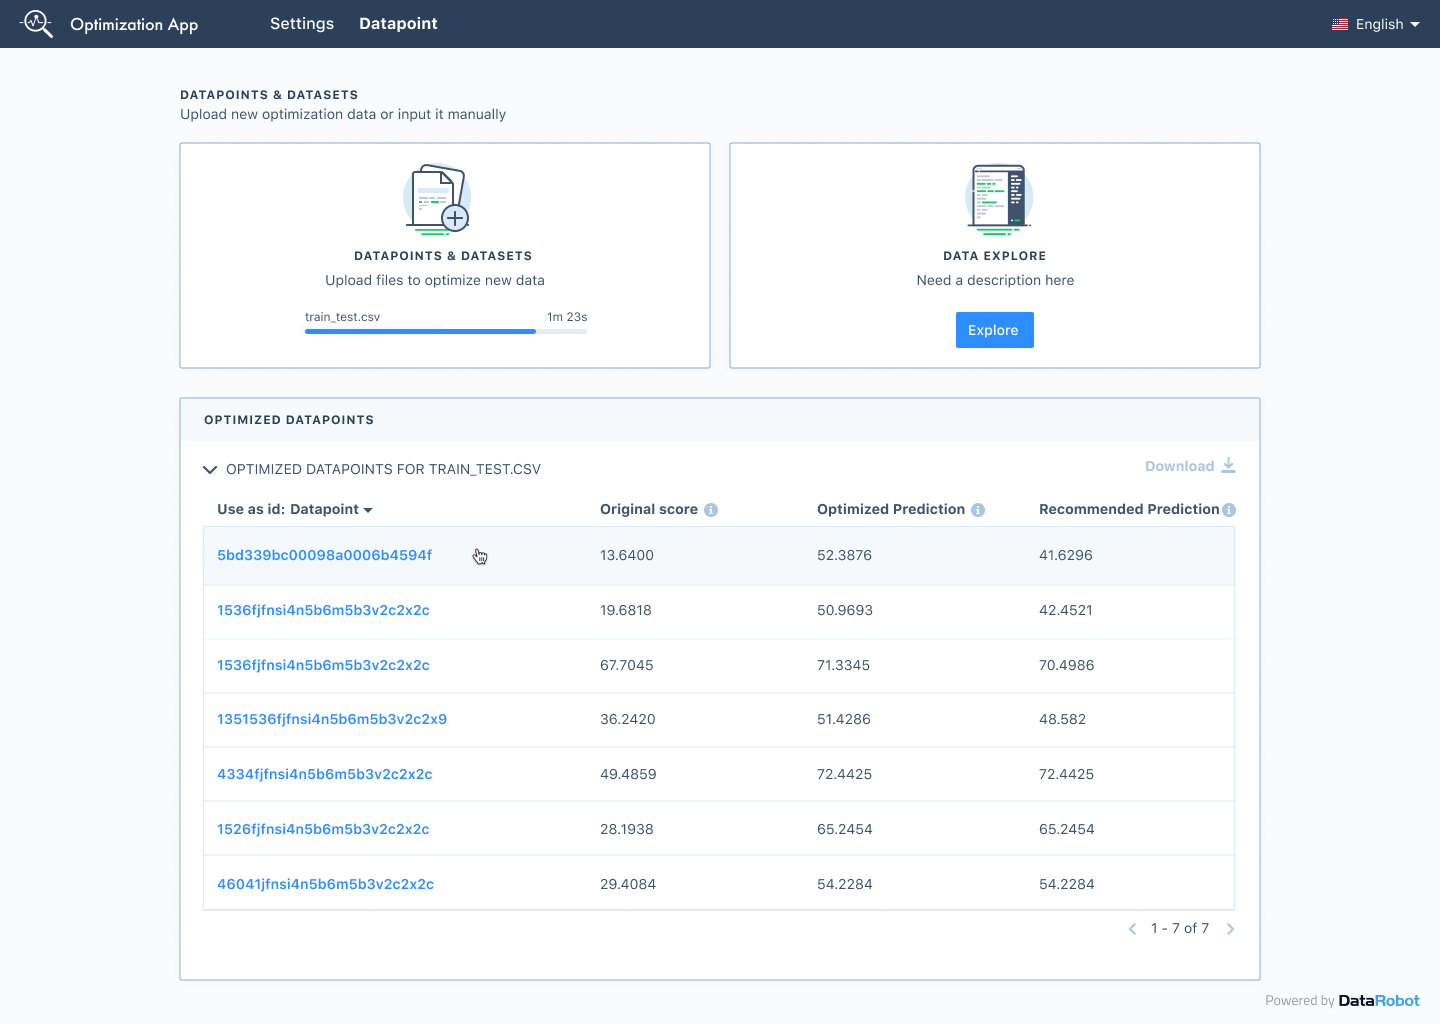 Optimization App
Settings
Datapoint
English
DATAPOINTS & DATASETS
Upload new optimization data or input it manually
DATAPOINTS & DATASETS
Upload files to optimize new data
train_test.csv 1m 23s
DATA EXPLORE
Need a description here
Explore
OPTIMIZED DATAPOINTS
OPTIMIZED DATAPOINTS FOR TRAIN_TEST.CSV
Download
Use as id: Datapoint Original score Optimized Prediction Recommended Prediction
5bd339bc00098a0006b4594f 13.6400 52.3876 41.6296
1536fjfnsi4n5b6m5b3v2c2x2c 19.6818 50.9693 42.4521
1536fjfnsi4n5b6m5b3v2c2x2c 67.7045 71.3345 70.4986
1351536fjfnsi4n5b6m5b3v2c2x9 36.2420 51.4286 48.582
4334fjfnsi4n5b6m5b3v2c2x2c 49.4859 72.4425 72.4425
1526fjfnsi4n5b6m5b3v2c2x2c 28.1938 65.2454 65.2454
46041jfnsi4n5b6m5b3v2c2x2c 29.4084 54.2284 54.2284
1 - 7 of 7
Powered by DataRobot